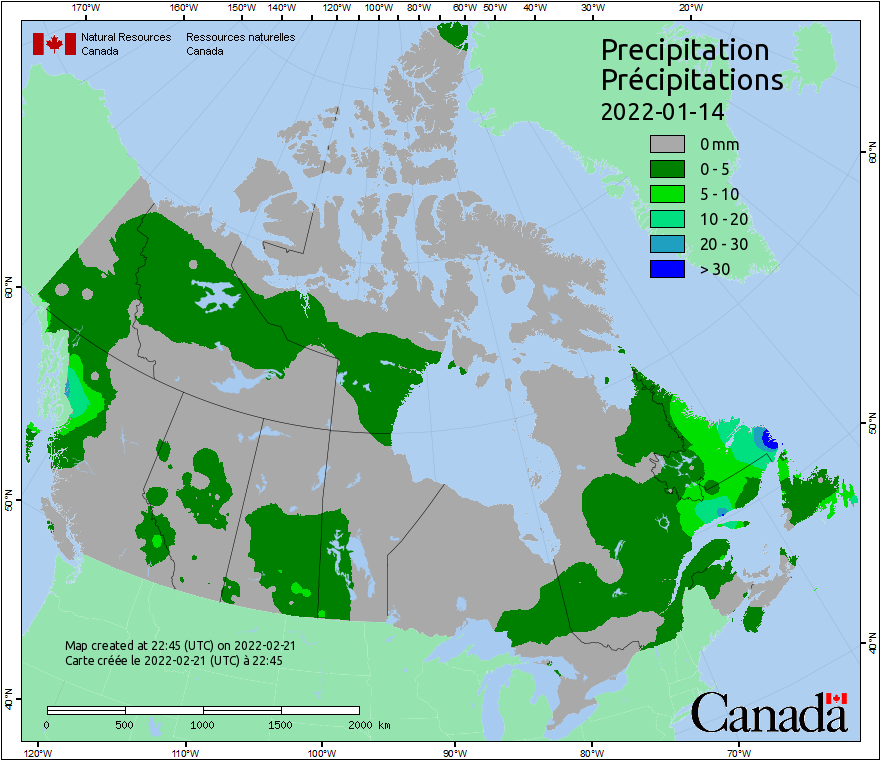 170°W 160°W 150°W 140°W 120°W 100°W 80°W 60°W 50°W 40°W 30°W 20°W
Natural Resources Ressources naturelles
Canada Canada
Precipitation
Précipitations
2022-01-14
0 mm
0 - 5
5 - 10
10 - 20
20 - 30
> 30
60°N
60°N
50°N
50°N
40°N
40°N
Map created at 22:45 (UTC) on 2022-02-21
Carte créée le 2022-02-21 (UTC) à 22:45
0 500 1000 1500 2000 km
Canada
120°W 110°W 100°W 90°W 80°W 70°W